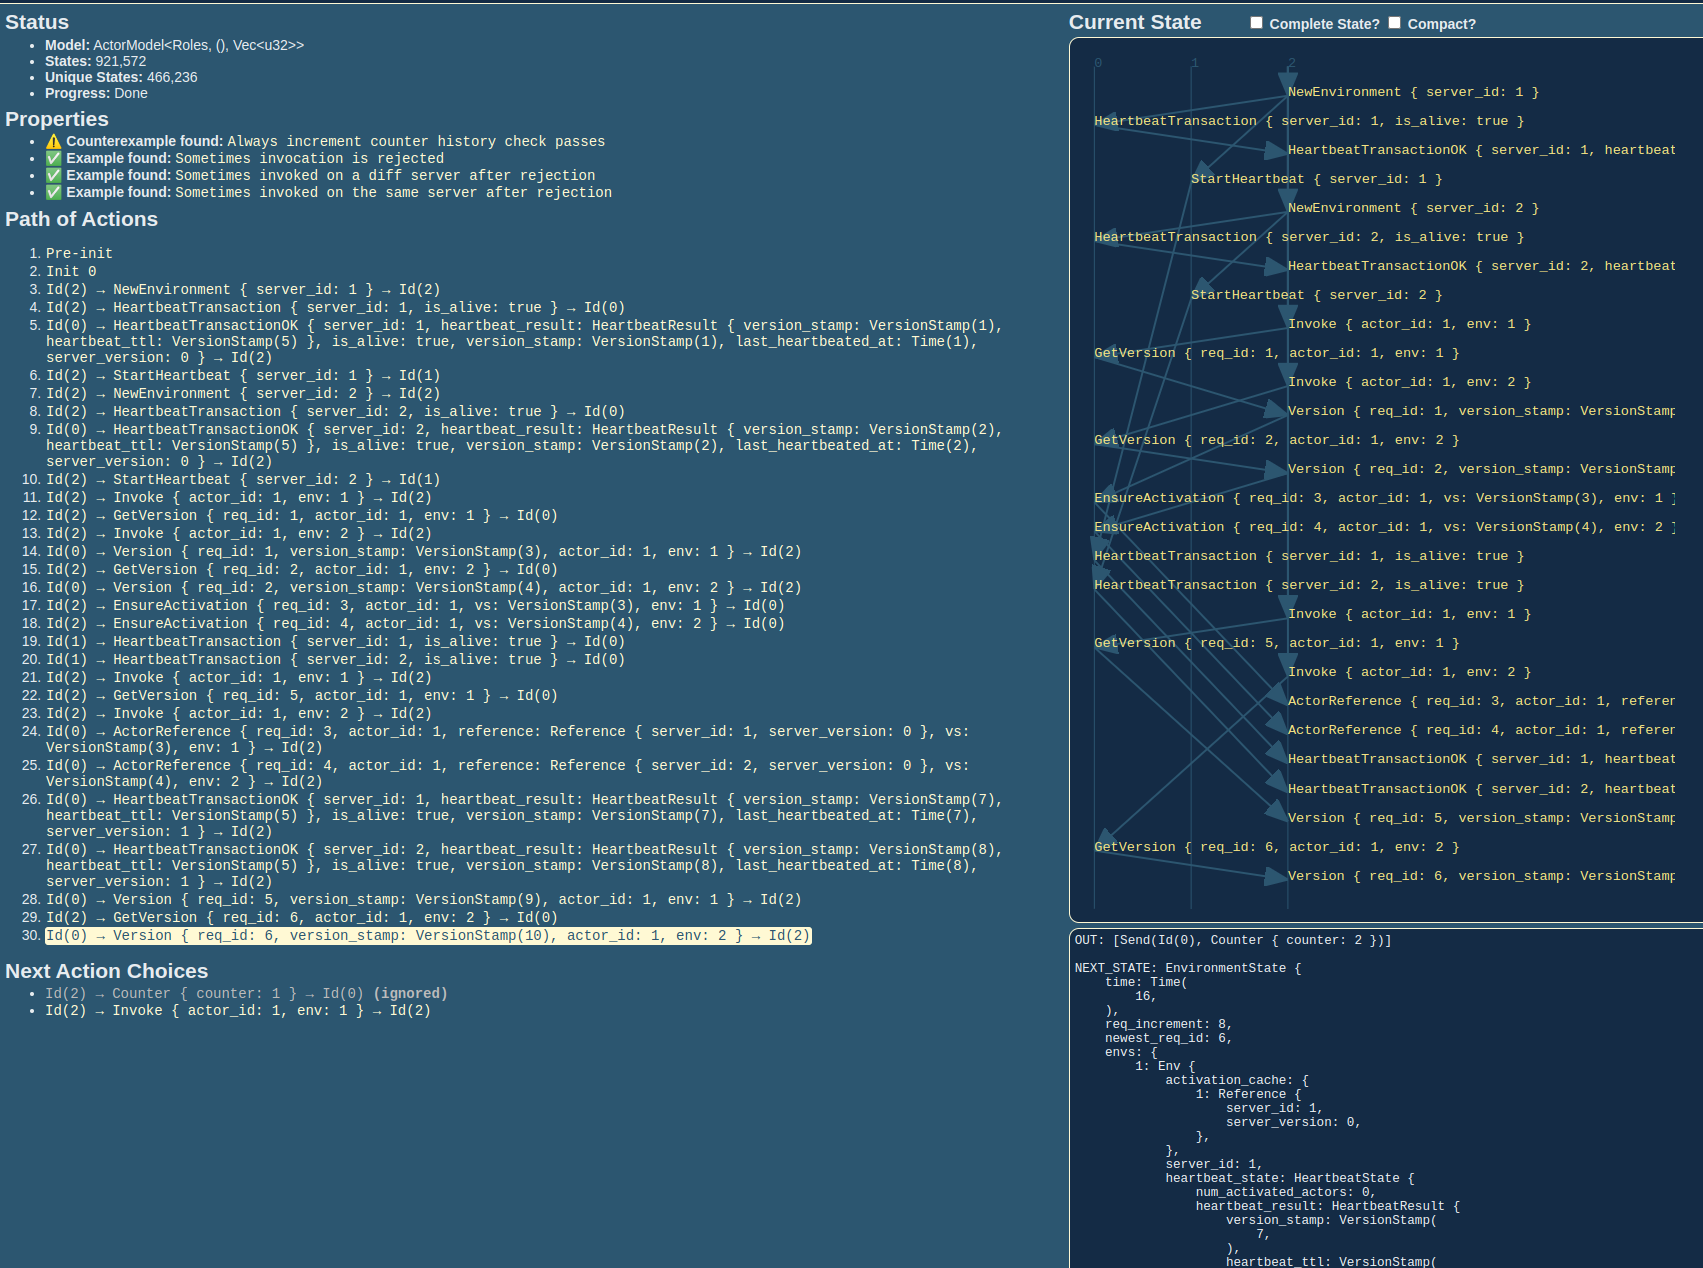 Status
• Model: ActorModel<Roles, (), Vec<u32>>
• States: 921,572
• Unique States: 466,236
• Progress: Done
Properties
• ⚠️ Counterexample found: Always increment counter history check passes
• ✅ Example found: Sometimes invocation is rejected
• ✅ Example found: Sometimes invoked on a diff server after rejection
• ✅ Example found: Sometimes invoked on the same server after rejection
Path of Actions
1. Pre-init
2. Init 0
3. Id(2) → NewEnvironment { server_id: 1 } → Id(2)
4. Id(2) → HeartbeatTransaction { server_id: 1, is_alive: true } → Id(0)
5. Id(0) → HeartbeatTransactionOK { server_id: 1, heartbeat_result: HeartbeatResult { version_stamp: VersionStamp(1),
heartbeat_ttl: VersionStamp(5) }, is_alive: true, version_stamp: VersionStamp(1), last_heartbeated_at: Time(1),
server_version: 0 } → Id(2)
6. Id(2) → StartHeartbeat { server_id: 1 } → Id(1)
7. Id(2) → NewEnvironment { server_id: 2 } → Id(2)
8. Id(2) → HeartbeatTransaction { server_id: 2, is_alive: true } → Id(0)
9. Id(0) → HeartbeatTransactionOK { server_id: 2, heartbeat_result: HeartbeatResult { version_stamp: VersionStamp(2),
heartbeat_ttl: VersionStamp(5) }, is_alive: true, version_stamp: VersionStamp(2), last_heartbeated_at: Time(2),
server_version: 0 } → Id(2)
10. Id(2) → StartHeartbeat { server_id: 2 } → Id(1)
11. Id(2) → Invoke { actor_id: 1, env: 1 } → Id(2)
12. Id(2) → GetVersion { req_id: 1, actor_id: 1, env: 1 } → Id(0)
13. Id(2) → Invoke { actor_id: 1, env: 2 } → Id(2)
14. Id(0) → Version { req_id: 1, version_stamp: VersionStamp(3), actor_id: 1, env: 1 } → Id(2)
15. Id(2) → GetVersion { req_id: 2, actor_id: 1, env: 2 } → Id(0)
16. Id(0) → Version { req_id: 2, version_stamp: VersionStamp(4), actor_id: 1, env: 2 } → Id(2)
17. Id(2) → EnsureActivation { req_id: 3, actor_id: 1, vs: VersionStamp(3), env: 1 } → Id(0)
18. Id(2) → EnsureActivation { req_id: 4, actor_id: 1, vs: VersionStamp(4), env: 2 } → Id(0)
19. Id(1) → HeartbeatTransaction { server_id: 1, is_alive: true } → Id(0)
20. Id(1) → HeartbeatTransaction { server_id: 2, is_alive: true } → Id(0)
21. Id(2) → Invoke { actor_id: 1, env: 1 } → Id(2)
22. Id(2) → GetVersion { req_id: 5, actor_id: 1, env: 1 } → Id(0)
23. Id(2) → Invoke { actor_id: 1, env: 2 } → Id(2)
24. Id(0) → ActorReference { req_id: 3, actor_id: 1, reference: Reference { server_id: 1, server_version: 0 }, vs:
VersionStamp(3), env: 1 } → Id(2)
25. Id(0) → ActorReference { req_id: 4, actor_id: 1, reference: Reference { server_id: 2, server_version: 0 }, vs:
VersionStamp(4), env: 2 } → Id(2)
26. Id(0) → HeartbeatTransactionOK { server_id: 1, heartbeat_result: HeartbeatResult { version_stamp: VersionStamp(7),
heartbeat_ttl: VersionStamp(5) }, is_alive: true, version_stamp: VersionStamp(7), last_heartbeated_at: Time(7),
server_version: 1 } → Id(2)
27. Id(0) → HeartbeatTransactionOK { server_id: 2, heartbeat_result: HeartbeatResult { version_stamp: VersionStamp(8),
heartbeat_ttl: VersionStamp(5) }, is_alive: true, version_stamp: VersionStamp(8), last_heartbeated_at: Time(8),
server_version: 1 } → Id(2)
28. Id(0) → Version { req_id: 5, version_stamp: VersionStamp(9), actor_id: 1, env: 1 } → Id(2)
29. Id(2) → GetVersion { req_id: 6, actor_id: 1, env: 2 } → Id(0)
30. Id(0) → Version { req_id: 6, version_stamp: VersionStamp(10), actor_id: 1, env: 2 } → Id(2)
Next Action Choices
• Id(2) → Counter { counter: 1 } → Id(0) (ignored)
• Id(2) → Invoke { actor_id: 1, env: 1 } → Id(2)
Current State
Complete State? Compact?
0 1 2
NewEnvironment { server_id: 1 }
HeartbeatTransaction { server_id: 1, is_alive: true }
HeartbeatTransactionOK { server_id: 1, heartbeat
StartHeartbeat { server_id: 1 }
NewEnvironment { server_id: 2 }
HeartbeatTransaction { server_id: 2, is_alive: true }
HeartbeatTransactionOK { server_id: 2, heartbeat
StartHeartbeat { server_id: 2 }
Invoke { actor_id: 1, env: 1 }
GetVersion { req_id: 1, actor_id: 1, env: 1 }
Invoke { actor_id: 1, env: 2 }
Version { req_id: 1, version_stamp: VersionStamp
GetVersion { req_id: 2, actor_id: 1, env: 2 }
Version { req_id: 2, version_stamp: VersionStamp
EnsureActivation { req_id: 3, actor_id: 1, vs: VersionStamp(3), env: 1 }
EnsureActivation { req_id: 4, actor_id: 1, vs: VersionStamp(4), env: 2 }
HeartbeatTransaction { server_id: 1, is_alive: true }
HeartbeatTransaction { server_id: 2, is_alive: true }
Invoke { actor_id: 1, env: 1 }
GetVersion { req_id: 5, actor_id: 1, env: 1 }
Invoke { actor_id: 1, env: 2 }
ActorReference { req_id: 3, actor_id: 1, referen
ActorReference { req_id: 4, actor_id: 1, referen
HeartbeatTransactionOK { server_id: 1, heartbeat
HeartbeatTransactionOK { server_id: 2, heartbeat
Version { req_id: 5, version_stamp: VersionStamp
GetVersion { req_id: 6, actor_id: 1, env: 2 }
Version { req_id: 6, version_stamp: VersionStamp
OUT: [Send(Id(0), Counter { counter: 2 })]
NEXT_STATE: EnvironmentState {
time: Time(
16,
),
req_increment: 8,
newest_req_id: 6,
envs: {
1: Env {
activation_cache: {
1: Reference {
server_id: 1,
server_version: 0,
},
},
server_id: 1,
heartbeat_state: HeartbeatState {
num_activated_actors: 0,
heartbeat_result: HeartbeatResult {
version_stamp: VersionStamp(
7,
),
heartbeat_ttl: VersionStamp(